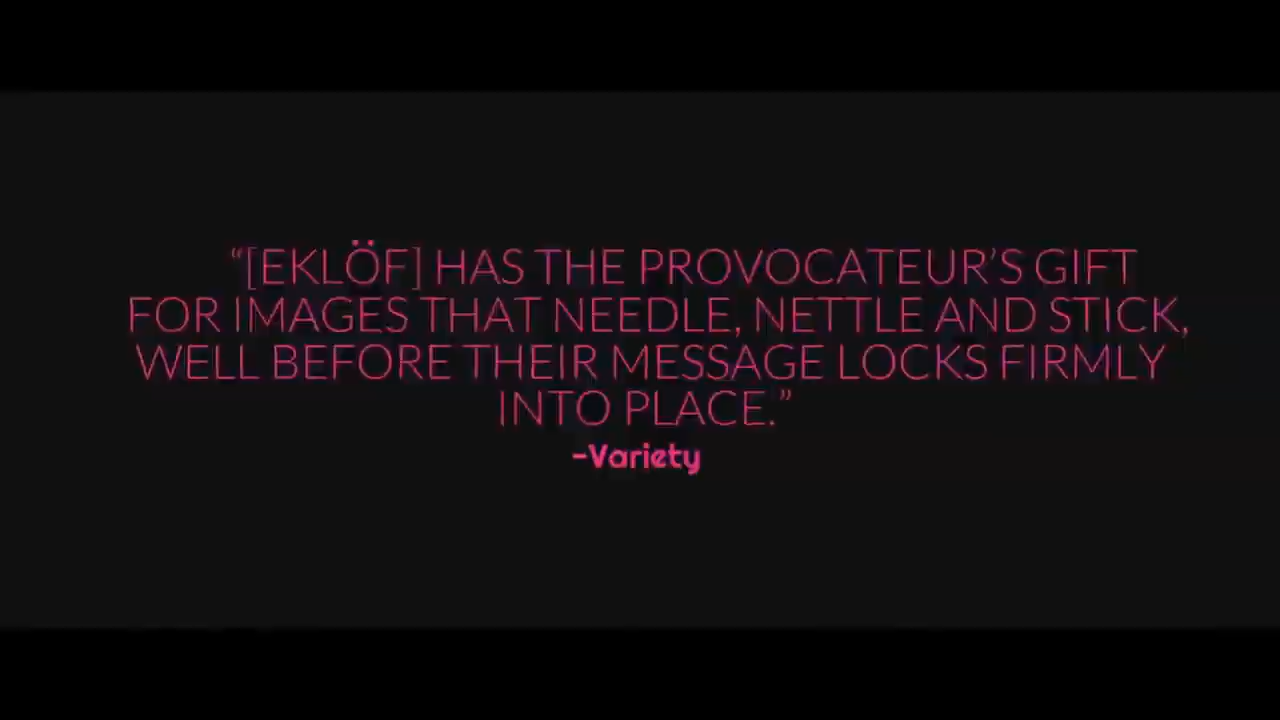 “[EKLÖF] HAS THE PROVOCATEUR’S GIFT
FOR IMAGES THAT NEEDLE, NETTLE AND STICK,
WELL BEFORE THEIR MESSAGE LOCKS FIRMLY
INTO PLACE.”
-Variety